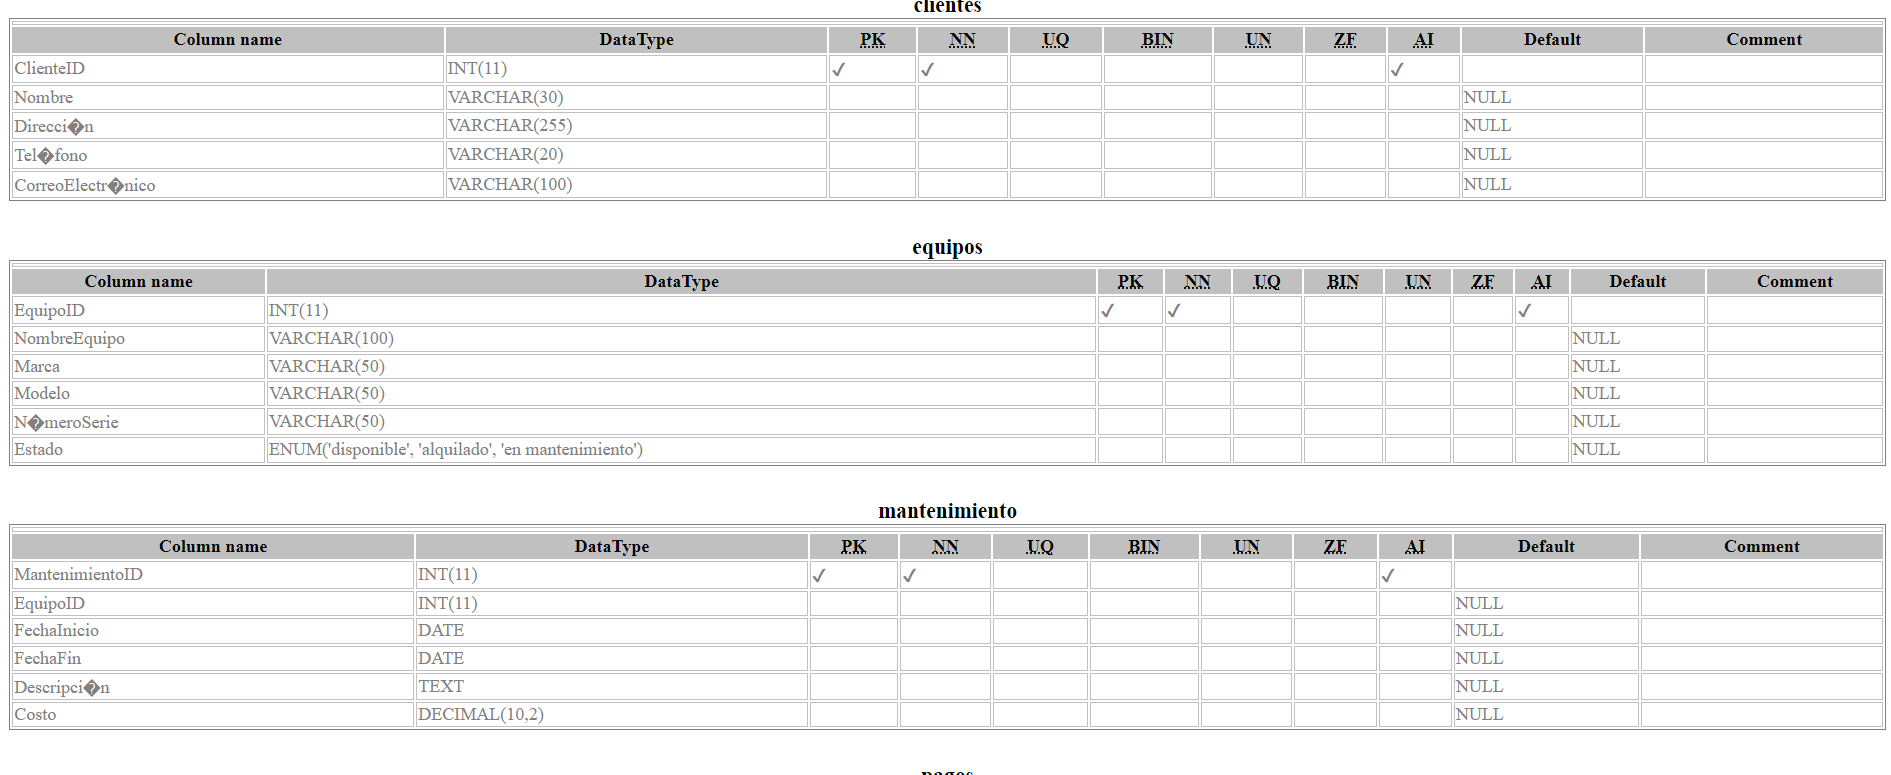 clientes
Column name DataType PK NN UQ BIN UN ZF AI Default Comment
ClienteID INT(11) ✓ ✓ ✓
Nombre VARCHAR(30) NULL
Direcci�n VARCHAR(255) NULL
Tel�fono VARCHAR(20) NULL
CorreoElectr�nico VARCHAR(100) NULL
equipos
Column name DataType PK NN UQ BIN UN ZF AI Default Comment
EquipoID INT(11) ✓ ✓ ✓
NombreEquipo VARCHAR(100) NULL
Marca VARCHAR(50) NULL
Modelo VARCHAR(50) NULL
N�meroSerie VARCHAR(50) NULL
Estado ENUM('disponible', 'alquilado', 'en mantenimiento') NULL
mantenimiento
Column name DataType PK NN UQ BIN UN ZF AI Default Comment
MantenimientoID INT(11) ✓ ✓ ✓
EquipoID INT(11) NULL
FechaInicio DATE NULL
FechaFin DATE NULL
Descripci�n TEXT NULL
Costo DECIMAL(10,2) NULL
pagos